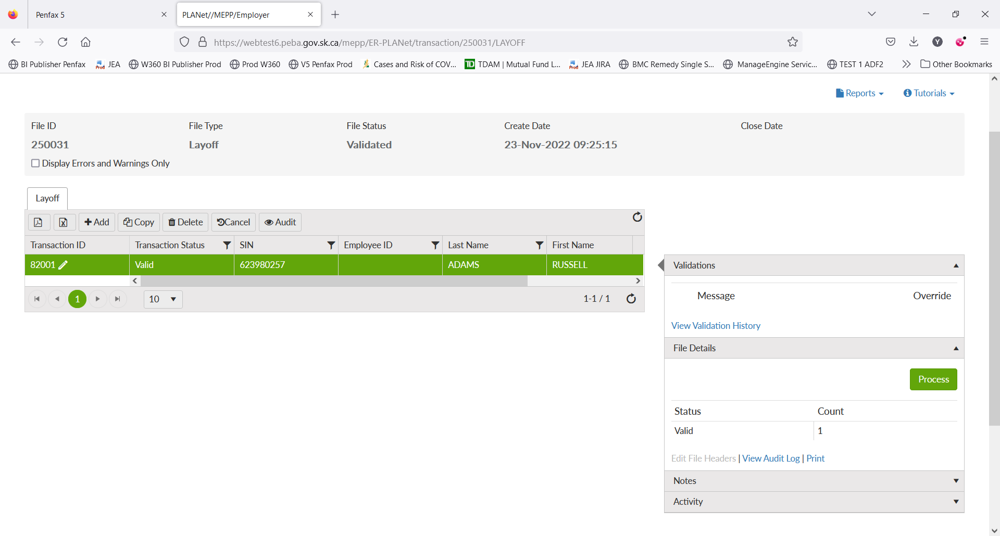 Penfax 5
PLANet//MEPP/Employer
https://webtest6.peba.gov.sk.ca/mepp/ER-PLANet/transaction/250031/LAYOFF
Y
BI Publisher Penfax
Prod JEA
W360 BI Publisher Prod
Prod W360
V5 Penfax Prod
Cases and Risk of COV...
TD TDAM | Mutual Fund L...
Prod JEA JIRA
BMC Remedy Single S...
ManageEngine Servic...
TEST 1 ADF2
Other Bookmarks
Reports
Tutorials
File ID File Type File Status Create Date Close Date
250031 Layoff Validated 23-Nov-2022 09:25:15
Display Errors and Warnings Only
Layoff
Add Copy Delete Cancel Audit
Transaction ID Transaction Status SIN Employee ID Last Name First Name
82001 Valid 623980257 ADAMS RUSSELL
1 10 1-1 / 1
Validations
Message Override
View Validation History
File Details
Process
Status Count
Valid 1
Edit File Headers | View Audit Log | Print
Notes
Activity